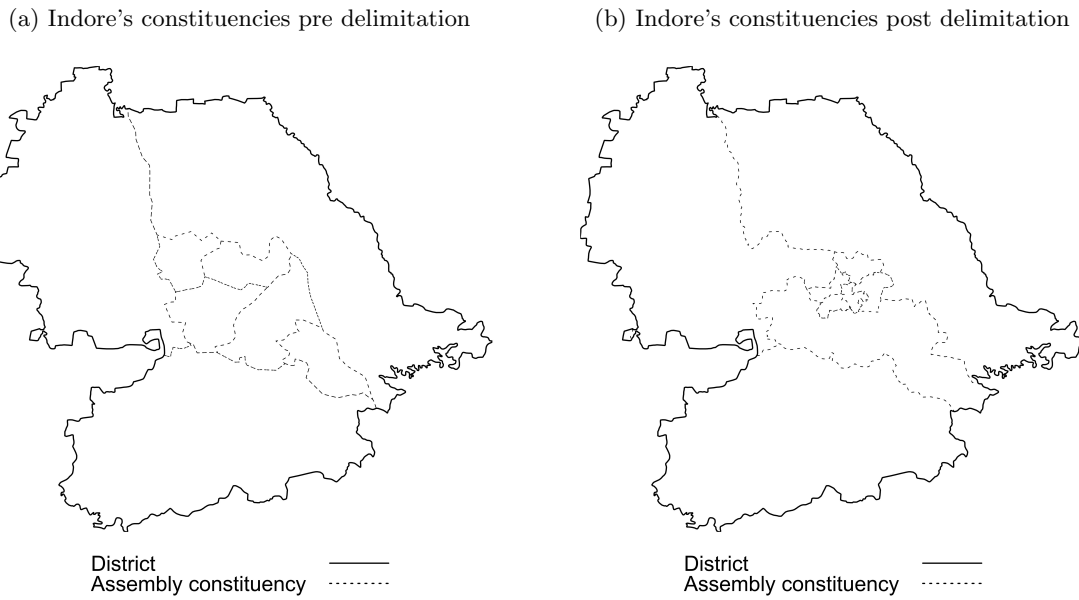 (a) Indore's constituencies pre delimitation
(b) Indore's constituencies post delimitation
District
Assembly constituency
District
Assembly constituency